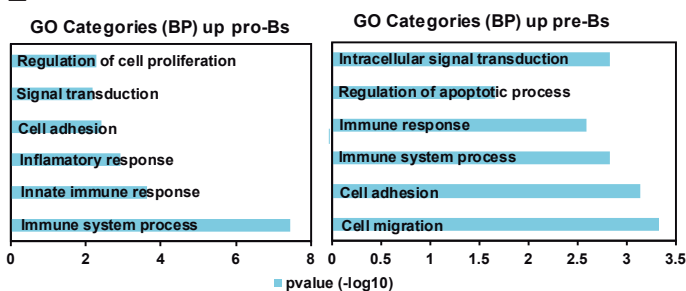 GO Categories (BP) up pro-Bs
Regulation of cell proliferation
Signal transduction
Cell adhesion
Inflamatory response
Innate immune response
Immune system process
0 2 4 6 8
GO Categories (BP) up pre-Bs
Intracellular signal transduction
Regulation of apoptotic process
Immune response
Immune system process
Cell adhesion
Cell migration
0 0.5 1 1.5 2 2.5 3 3.5
pvalue (-log10)